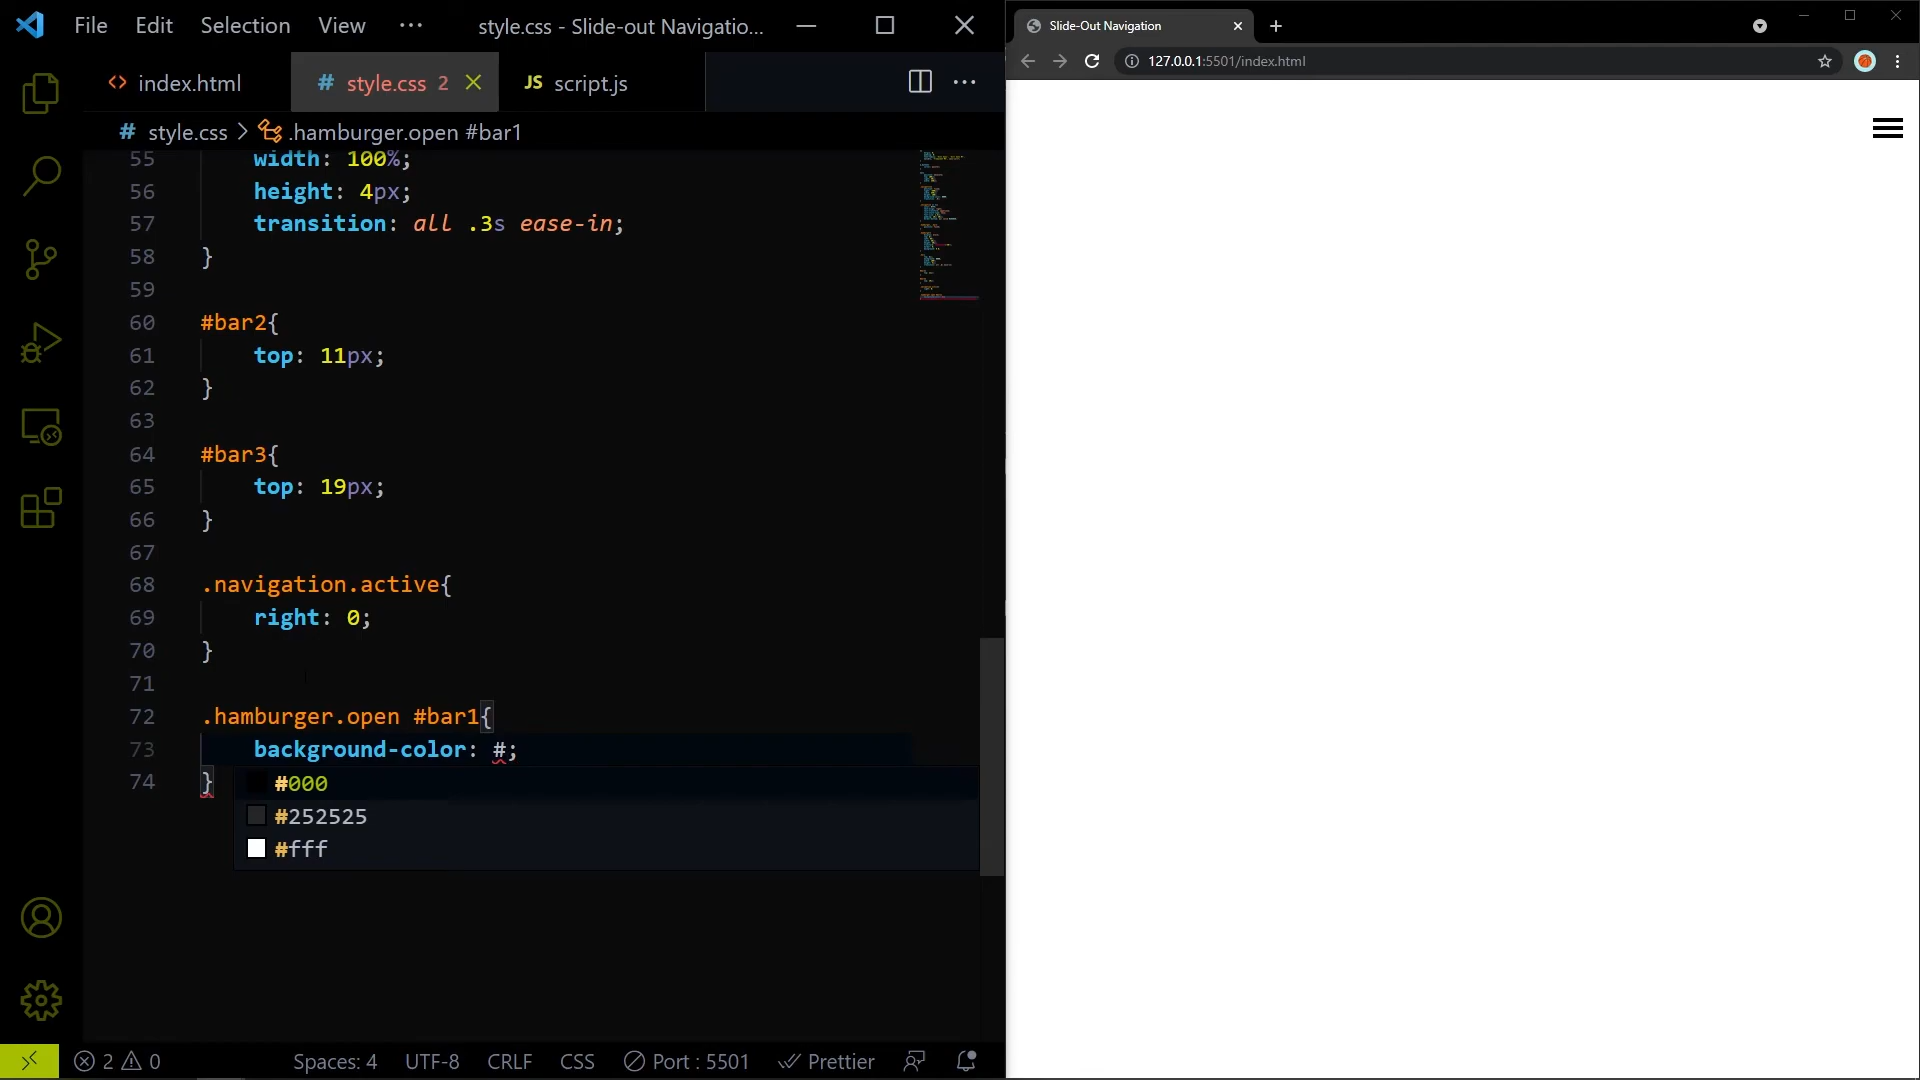 File Edit Selection View ··· style.css - Slide-out Navigatio...
<> index.html # style.css 2 JS script.js ···
# style.css > .hamburger.open #bar1
55 width: 100%;
56 height: 4px;
57 transition: all .3s ease-in;
58 }
59
60 #bar2{
61 top: 11px;
62 }
63
64 #bar3{
65 top: 19px;
66 }
67
68 .navigation.active{
69 right: 0;
70 }
71
72 .hamburger.open #bar1{
73 background-color: #;
74 }
#000
#252525
#fff
2 0 Spaces: 4 UTF-8 CRLF CSS Port : 5501 Prettier
Slide-Out Navigation
127.0.0.1:5501/index.html